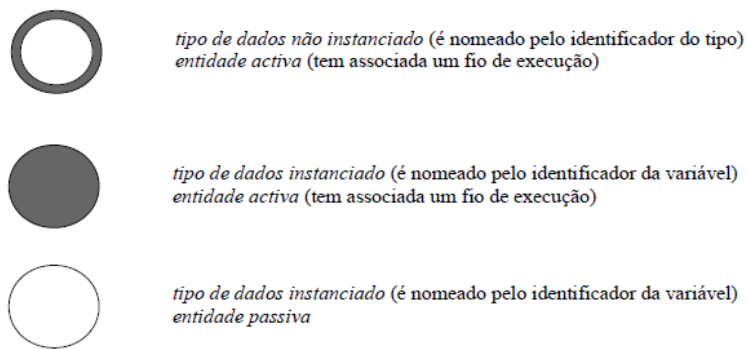 tipo de dados não instanciado (é nomeado pelo identificador do tipo)
entidade activa (tem associada um fio de execução)
tipo de dados instanciado (é nomeado pelo identificador da variável)
entidade activa (tem associada um fio de execução)
tipo de dados instanciado (é nomeado pelo identificador da variável)
entidade passiva